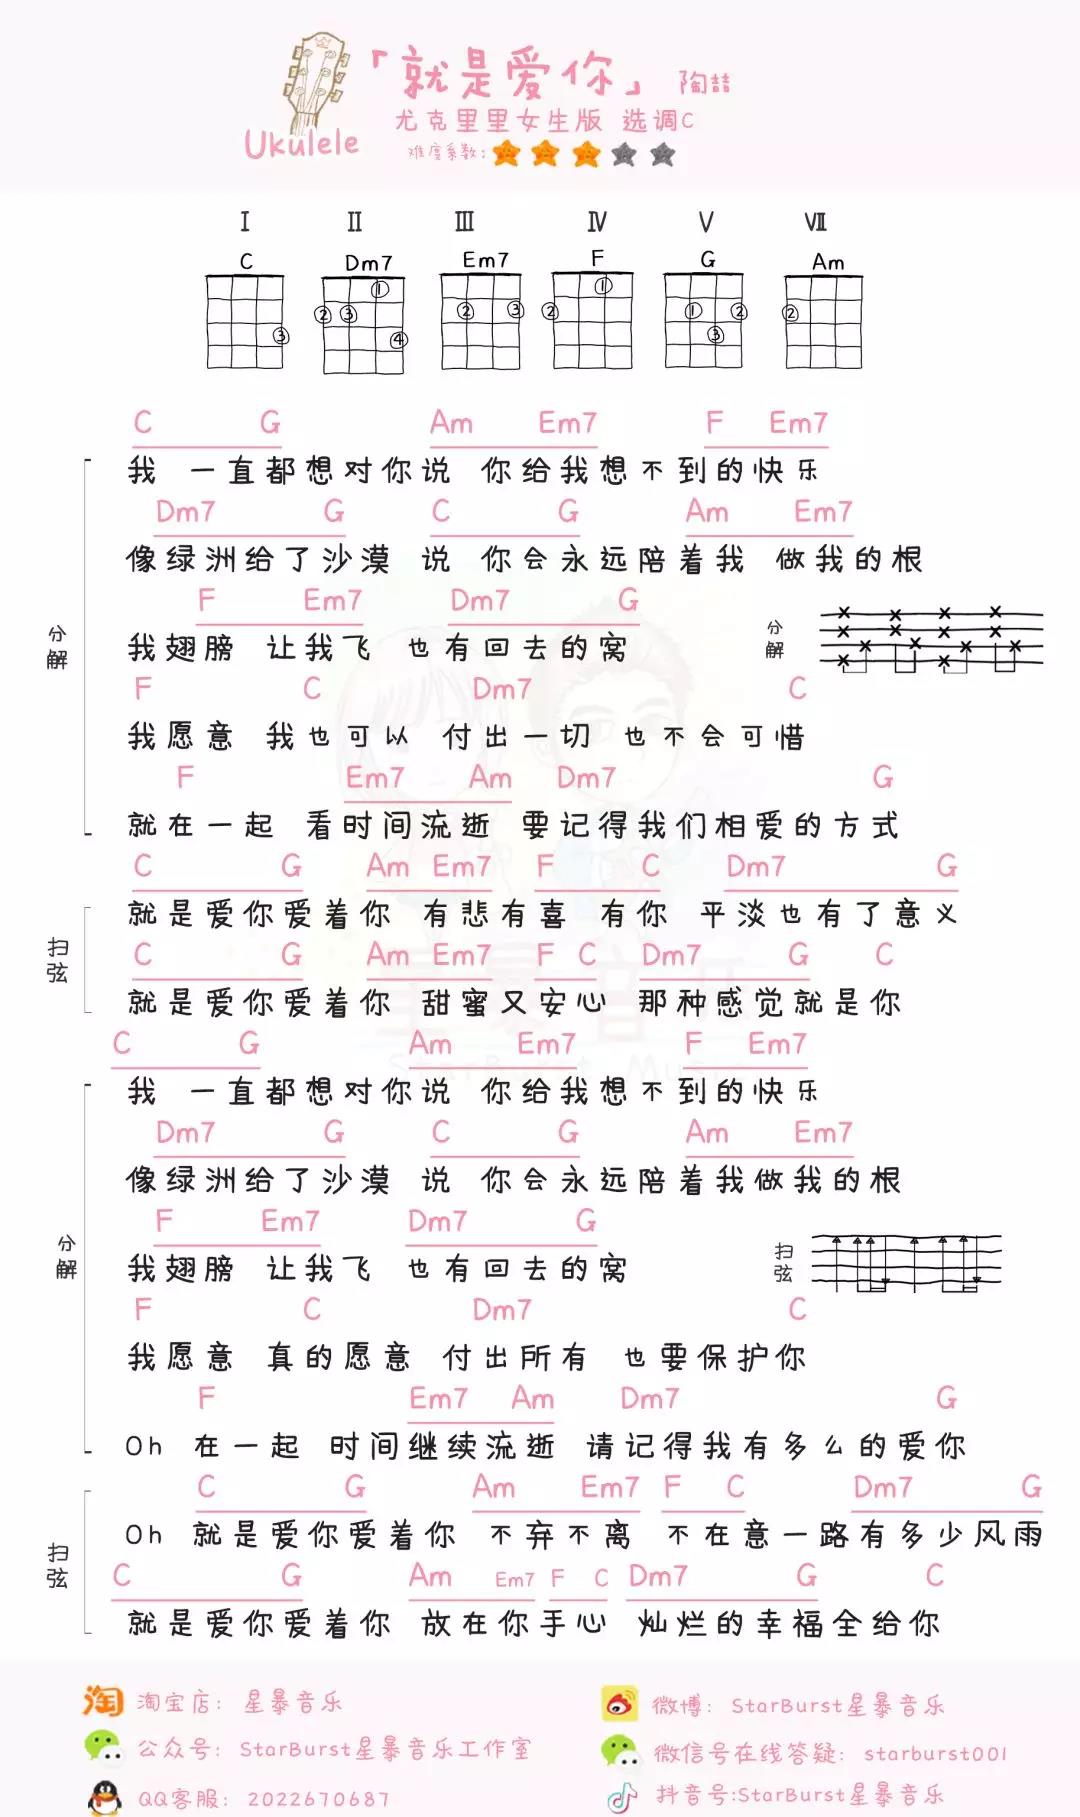 「就是爱你」 陶喆
尤克里里女生版 选调C
Ukulele
难度系数:
Ⅰ Ⅱ Ⅲ Ⅳ Ⅴ Ⅶ
C Dm7 Em7 F G Am
3 1 2 3 4 2 3 1 2 1 2 3 2
C G Am Em7 F Em7
我 一直都想对你说 你给我想不到的快乐
Dm7 G C G Am Em7
像绿洲给了沙漠 说 你会永远陪着我 做我的根
F Em7 Dm7 G
我翅膀 让我飞 也有回去的窝
分解
分解
F C Dm7 C
我愿意 我也可以 付出一切 也不会可惜
F Em7 Am Dm7 G
就在一起 看时间流逝 要记得我们相爱的方式
C G Am Em7 F C Dm7 G
就是爱你爱着你 有悲有喜 有你 平淡也有了意义
扫弦
C G Am Em7 F C Dm7 G C
就是爱你爱着你 甜蜜又安心 那种感觉就是你
星暴音乐
StarBurst Music
C G Am Em7 F Em7
我 一直都想对你说 你给我想不到的快乐
Dm7 G C G Am Em7
像绿洲给了沙漠 说 你会永远陪着我做我的根
F Em7 Dm7 G
我翅膀 让我飞 也有回去的窝
分解
扫弦
F C Dm7 C
我愿意 真的愿意 付出所有 也要保护你
F Em7 Am Dm7 G
Oh 在一起 时间继续流逝 请记得我有多么的爱你
C G Am Em7 F C Dm7 G
Oh 就是爱你爱着你 不弃不离 不在意一路有多少风雨
扫弦
C G Am Em7 F C Dm7 G C
就是爱你爱着你 放在你手心 灿烂的幸福全给你
淘 淘宝店: 星暴音乐
微博: StarBurst星暴音乐
公众号: StarBurst星暴音乐工作室
微信号在线答疑: starburst001
QQ客服: 2022670687
抖音号:StarBurst星暴音乐